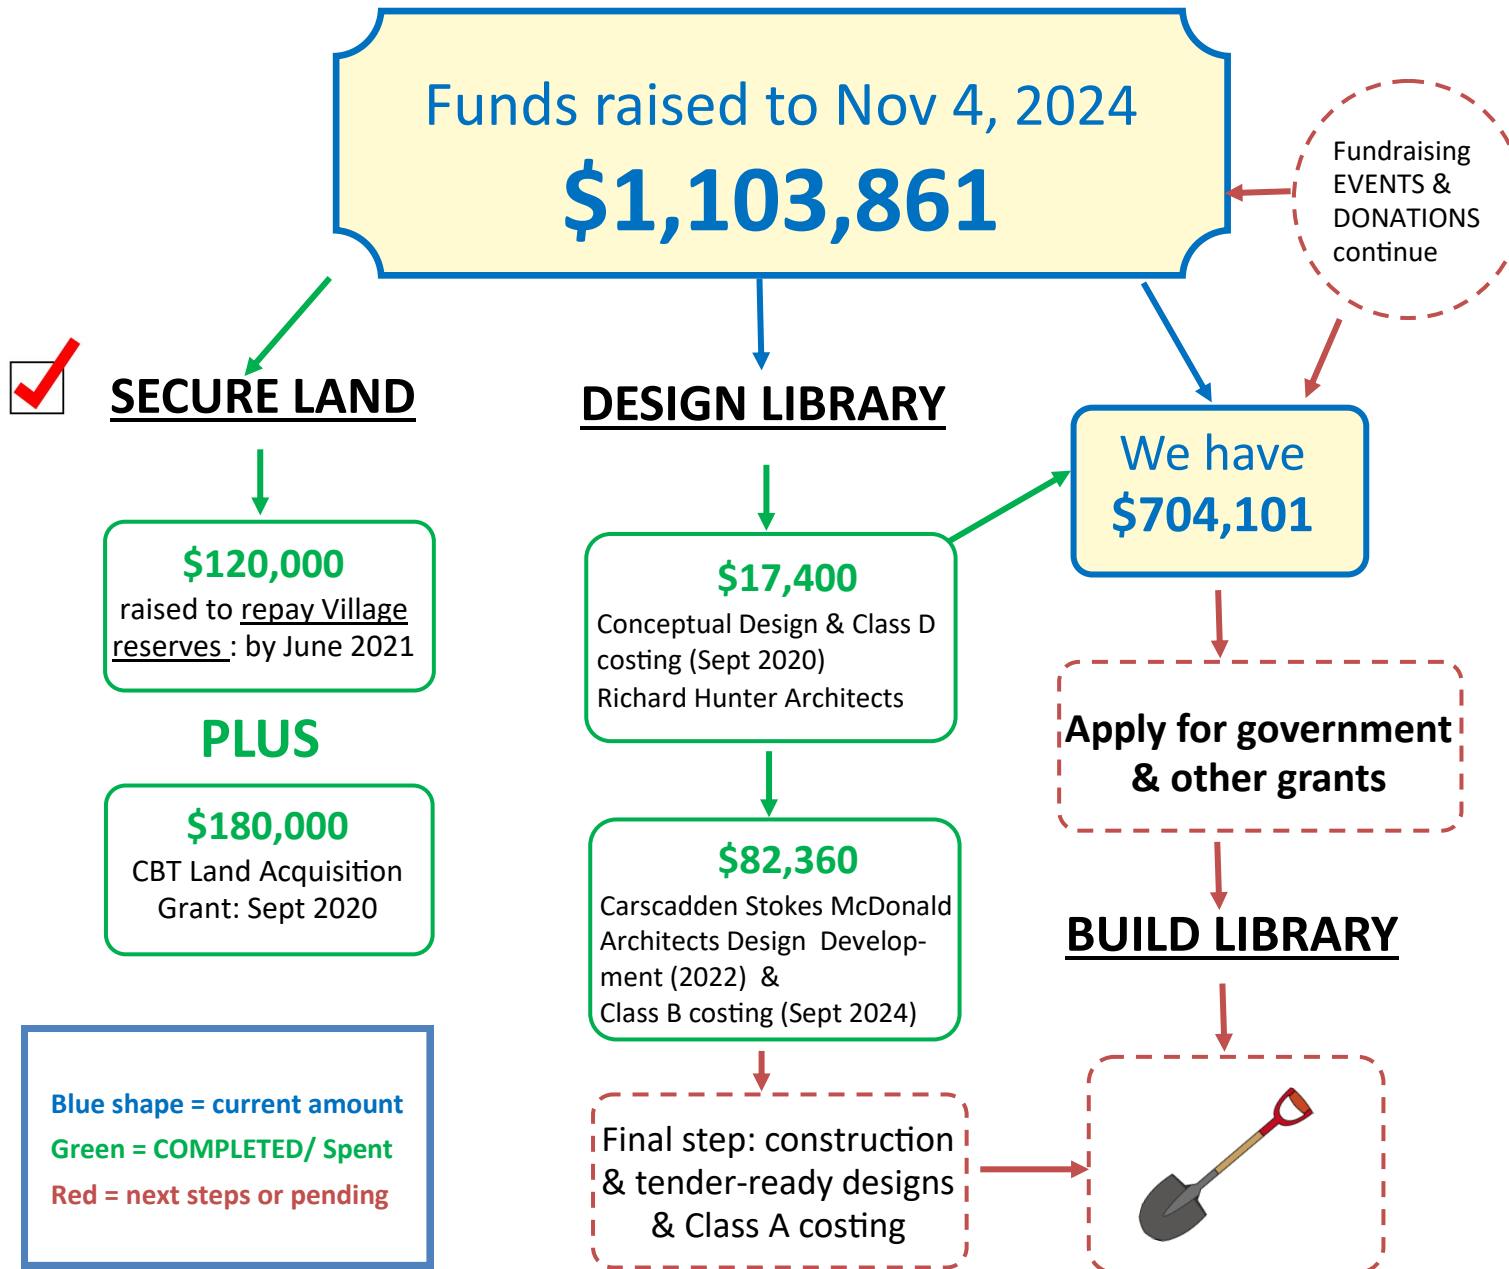 Funds raised to Nov 4, 2024
$1,103,861
Fundraising
EVENTS &
DONATIONS
continue
SECURE LAND
$120,000
raised to repay Village
reserves : by June 2021
PLUS
$180,000
CBT Land Acquisition
Grant: Sept 2020
DESIGN LIBRARY
$17,400
Conceptual Design & Class D
costing (Sept 2020)
Richard Hunter Architects
$82,360
Carscadden Stokes McDonald
Architects Design  Develop-
ment (2022)  &
Class B costing (Sept 2024)
Final step: construction
& tender-ready designs
& Class A costing
We have
$704,101
Apply for government
& other grants
BUILD LIBRARY
Blue shape = current amount
Green = COMPLETED/ Spent
Red = next steps or pending